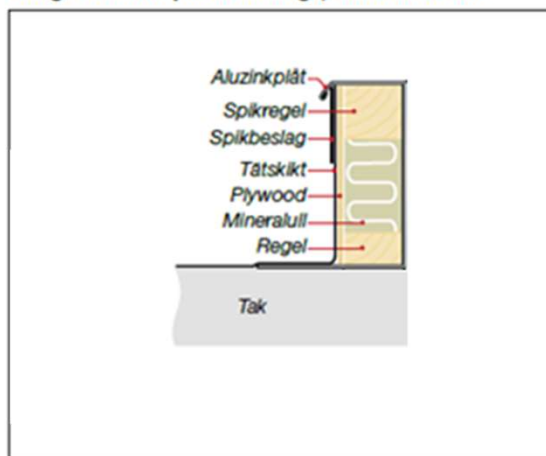 Aluzinkplåt
Spikregel
Spikbeslag
Tätskikt
Plywood
Mineralull
Regel
Tak